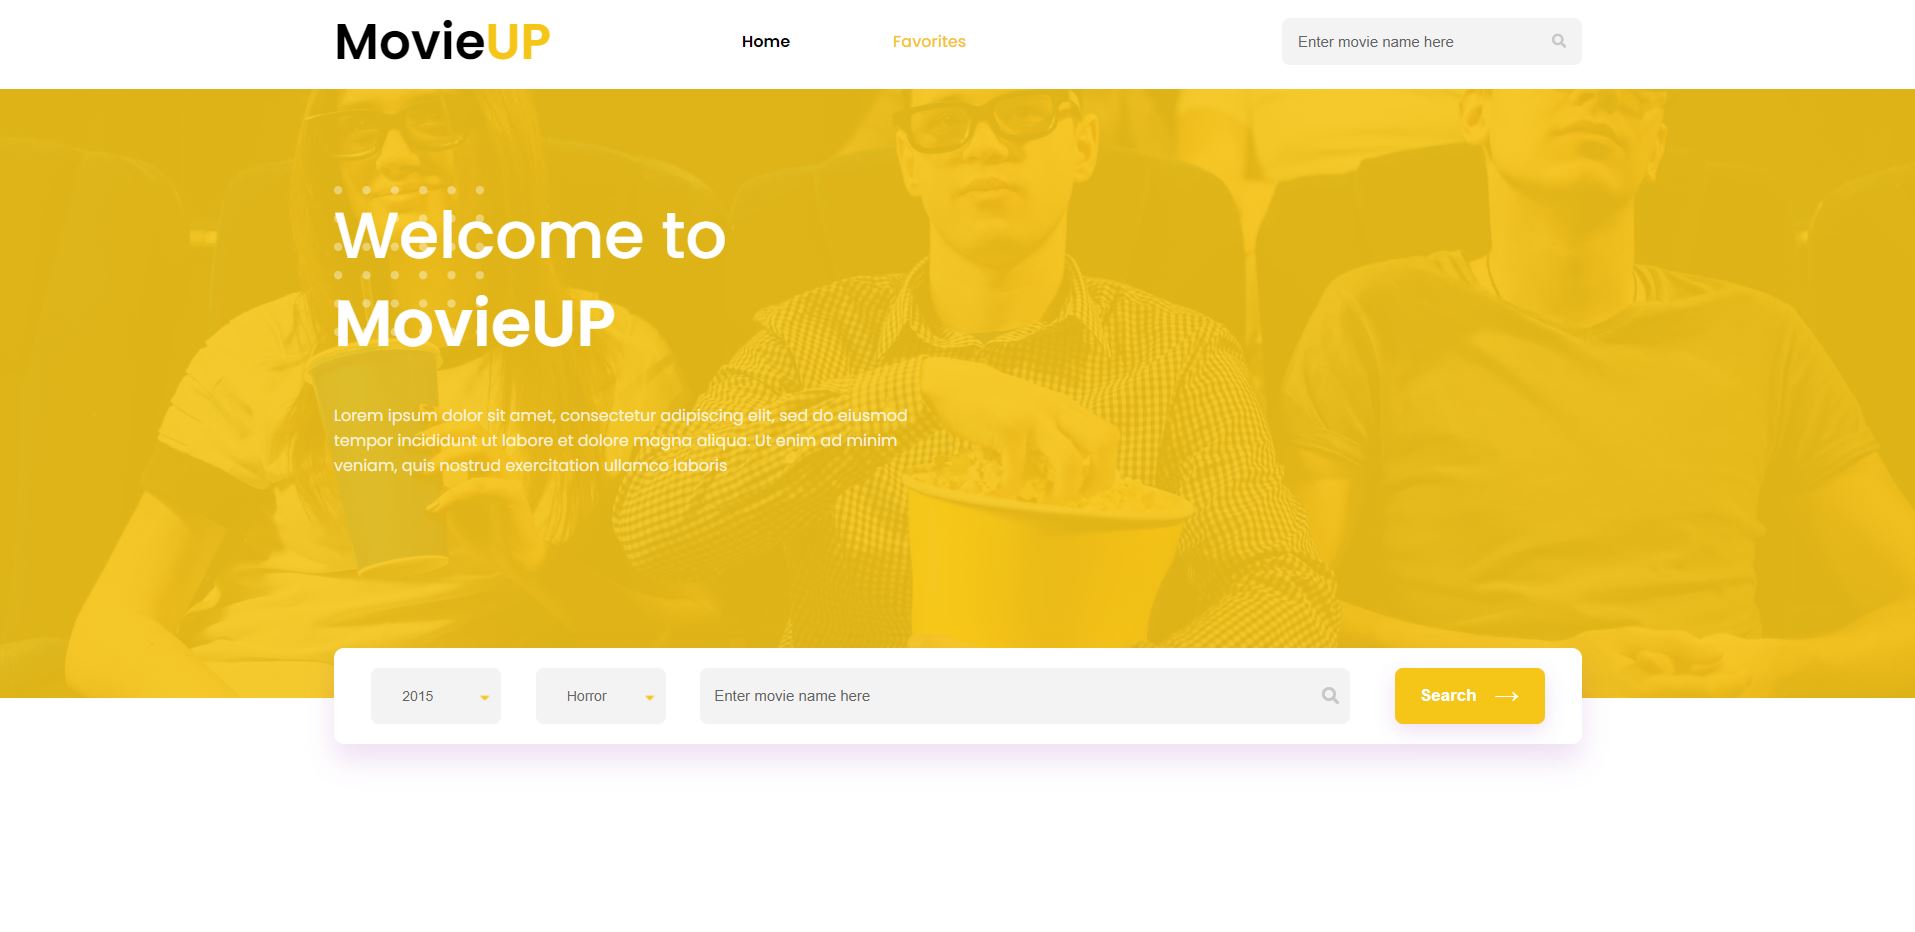 MovieUP
Home
Favorites
Enter movie name here
Welcome to
MovieUP
Lorem ipsum dolor sit amet, consectetur adipiscing elit, sed do eiusmod
tempor incididunt ut labore et dolore magna aliqua. Ut enim ad minim
veniam, quis nostrud exercitation ullamco laboris
2015
Horror
Enter movie name here
Search